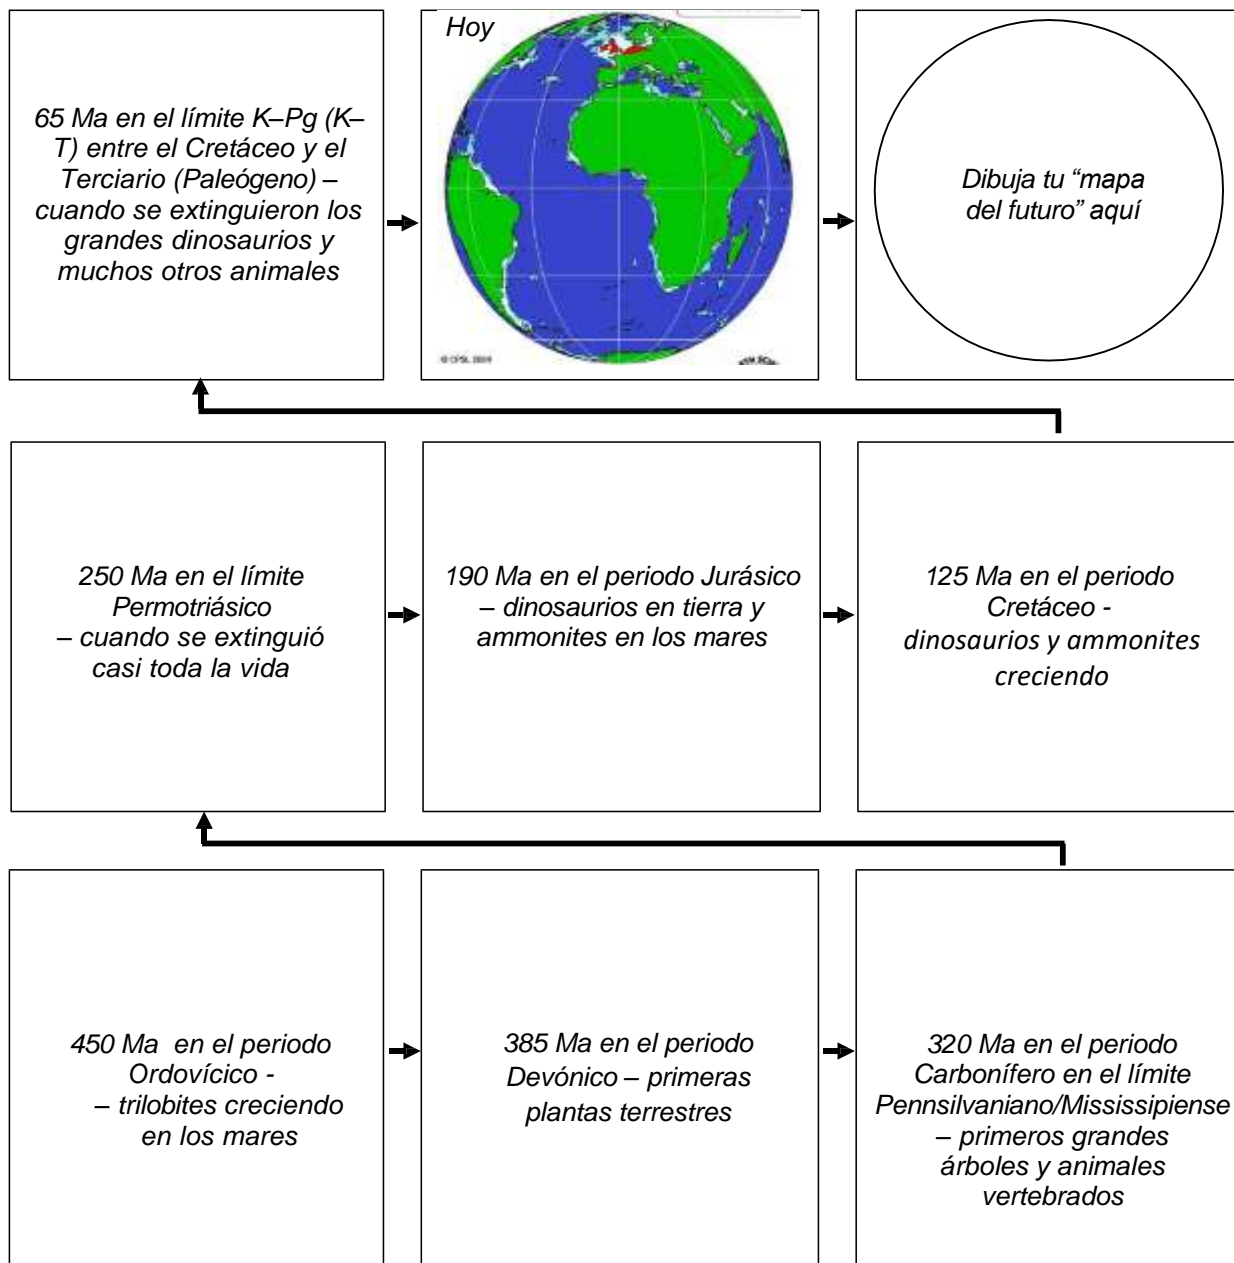 65 Ma en el límite K–Pg (K–
T) entre el Cretáceo y el
Terciario (Paleógeno) –
cuando se extinguieron los
grandes dinosaurios y
muchos otros animales
Hoy
Dibuja tu “mapa
del futuro” aquí
250 Ma en el límite
Permotriásico
– cuando se extinguió
casi toda la vida
190 Ma en el periodo Jurásico
– dinosaurios en tierra y
ammonites en los mares
125 Ma en el periodo
Cretáceo -
dinosaurios y ammonites
creciendo
450 Ma en el periodo
Ordovícico -
– trilobites creciendo
en los mares
385 Ma en el periodo
Devónico – primeras
plantas terrestres
320 Ma en el periodo
Carbonífero en el límite
Pennsilvaniano/Mississipiense
– primeros grandes
árboles y animales
vertebrados